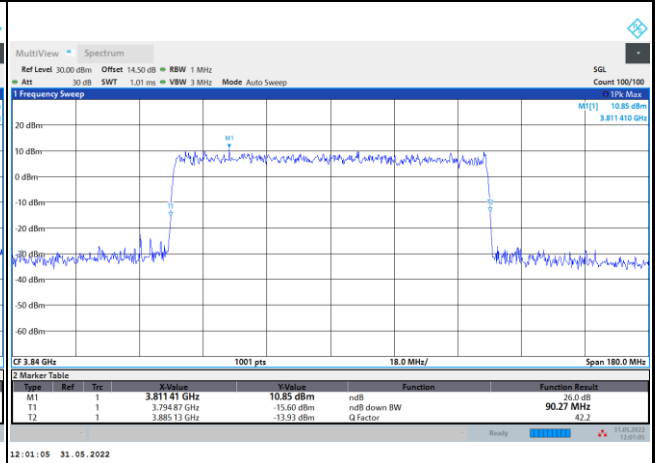 MultiView Spectrum
Ref Level 30.00 dBm Offset 14.50 dB RBW 1 MHz SGL
Att 30 dB SWT 1.01 ms VBW 3 MHz Mode Auto Sweep Count 100/100
1 Frequency Sweep 1Pk Max
M1[1] 10.85 dBm
3.811 410 GHz
20 dBm
M1
10 dBm
0 dBm
-10 dBm
T1
-20 dBm
-30 dBm
-40 dBm
-50 dBm
-60 dBm
CF 3.84 GHz 1001 pts 18.0 MHz/ Span 180.0 MHz
2 Marker Table
Type Ref Trc X-Value Y-Value Function Function Result
M1 1 3.811 41 GHz 10.85 dBm ndB 26.0 dB
T1 1 3.794 87 GHz -15.60 dBm ndB down BW 90.27 MHz
T2 1 3.885 13 GHz -13.93 dBm Q Factor 42.2
Ready 31.05.2022
12:01:05
12:01:05 31.05.2022